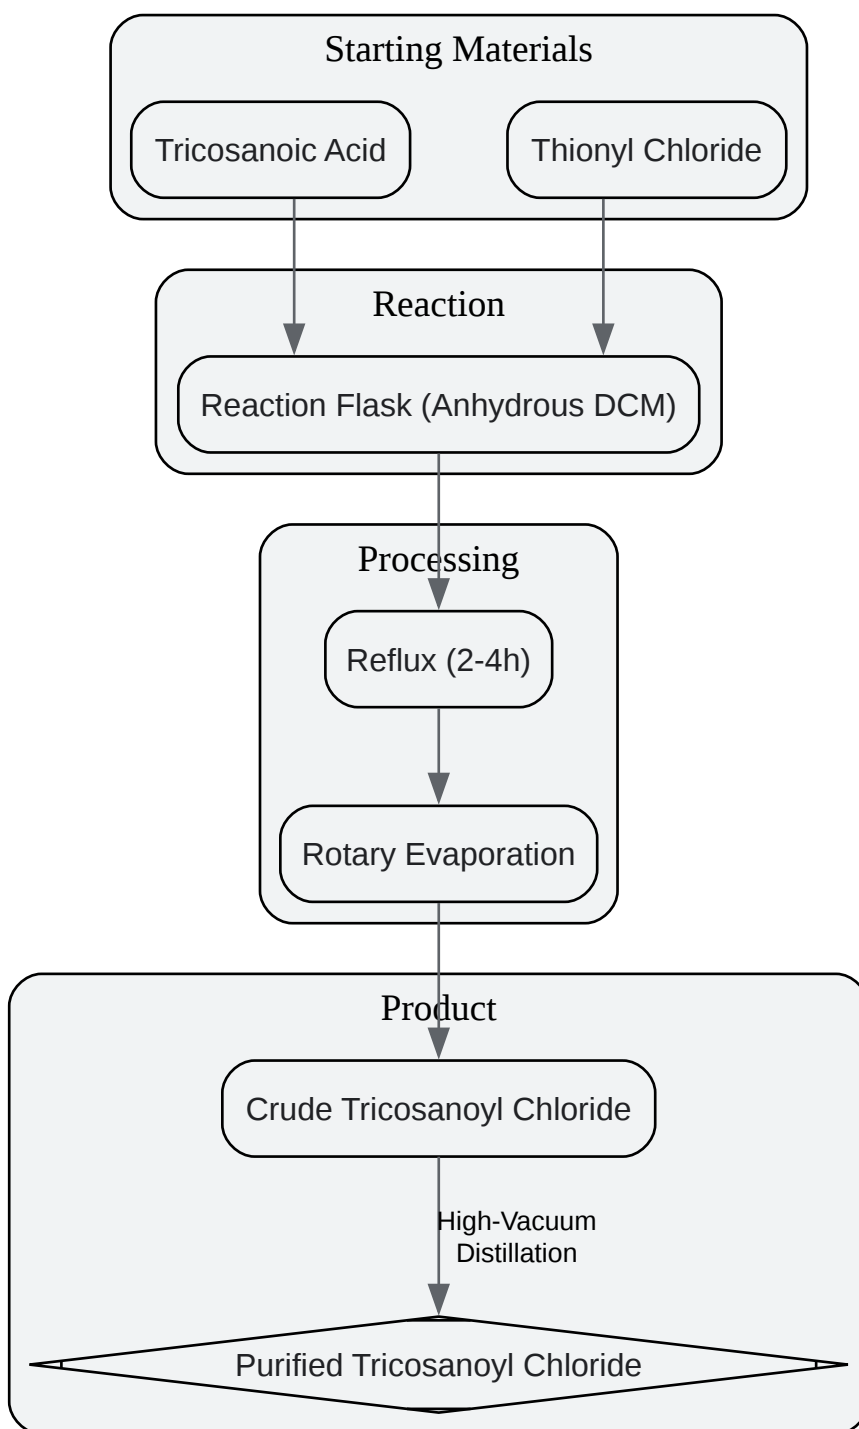 Starting Materials
Tricosanoic Acid
Thionyl Chloride
Reaction
Reaction Flask (Anhydrous DCM)
Processing
Reflux (2-4h)
Rotary Evaporation
Product
Crude Tricosanoyl Chloride
High-Vacuum
Distillation
Purified Tricosanoyl Chloride